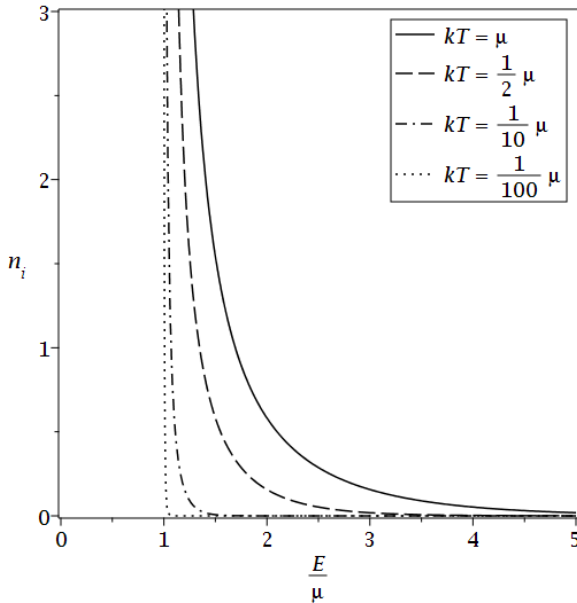 3
2
1
0
n_i
0 1 2 3 4 5
E/μ
kT = μ
kT = 1/2 μ
kT = 1/10 μ
kT = 1/100 μ